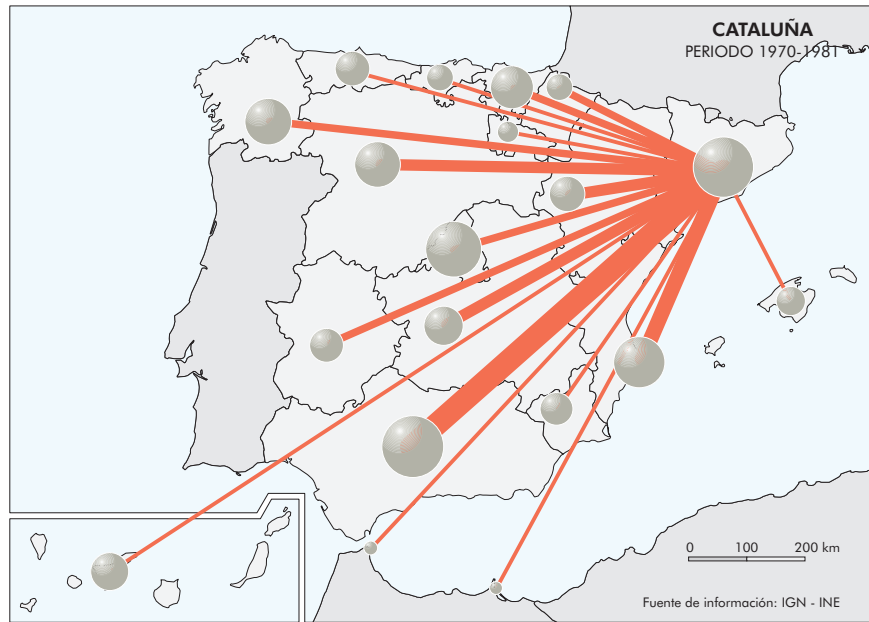 CATALUÑA
PERIODO 1970-1981
0 100 200 km
Fuente de información: IGN - INE